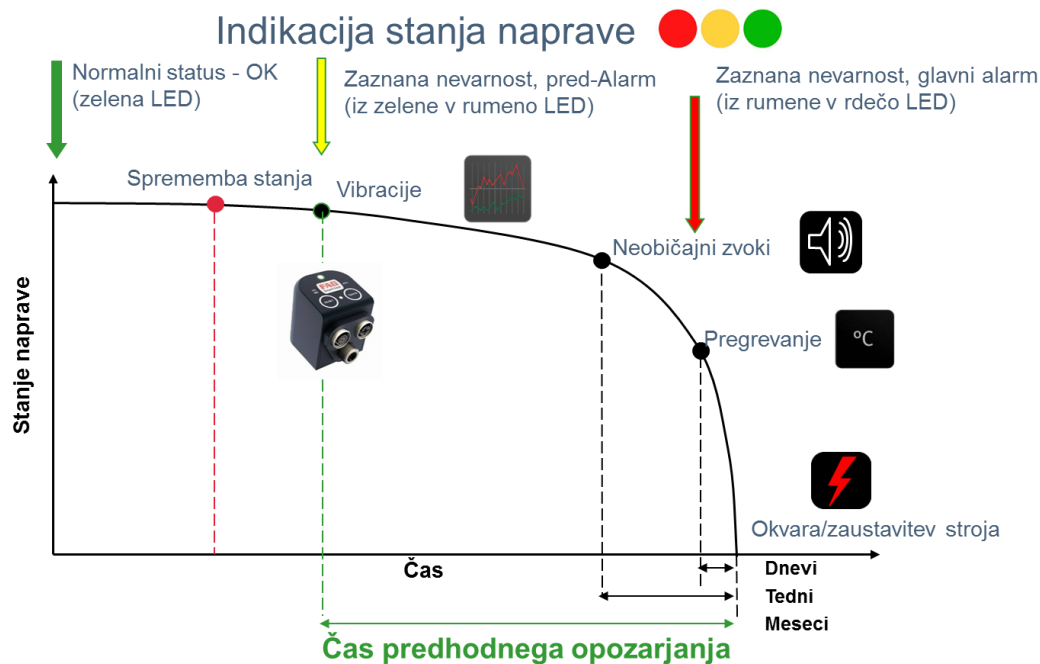 Indikacija stanja naprave
Normalni status - OK
(zelena LED)
Zaznana nevarnost, pred-Alarm
(iz zelene v rumeno LED)
Zaznana nevarnost, glavni alarm
(iz rumene v rdečo LED)
Sprememba stanja
Vibracije
Neobičajni zvoki
Pregrevanje
ºC
Stanje naprave
Okvara/zaustavitev stroja
Čas
Dnevi
Tedni
Meseci
Čas predhodnega opozarjanja